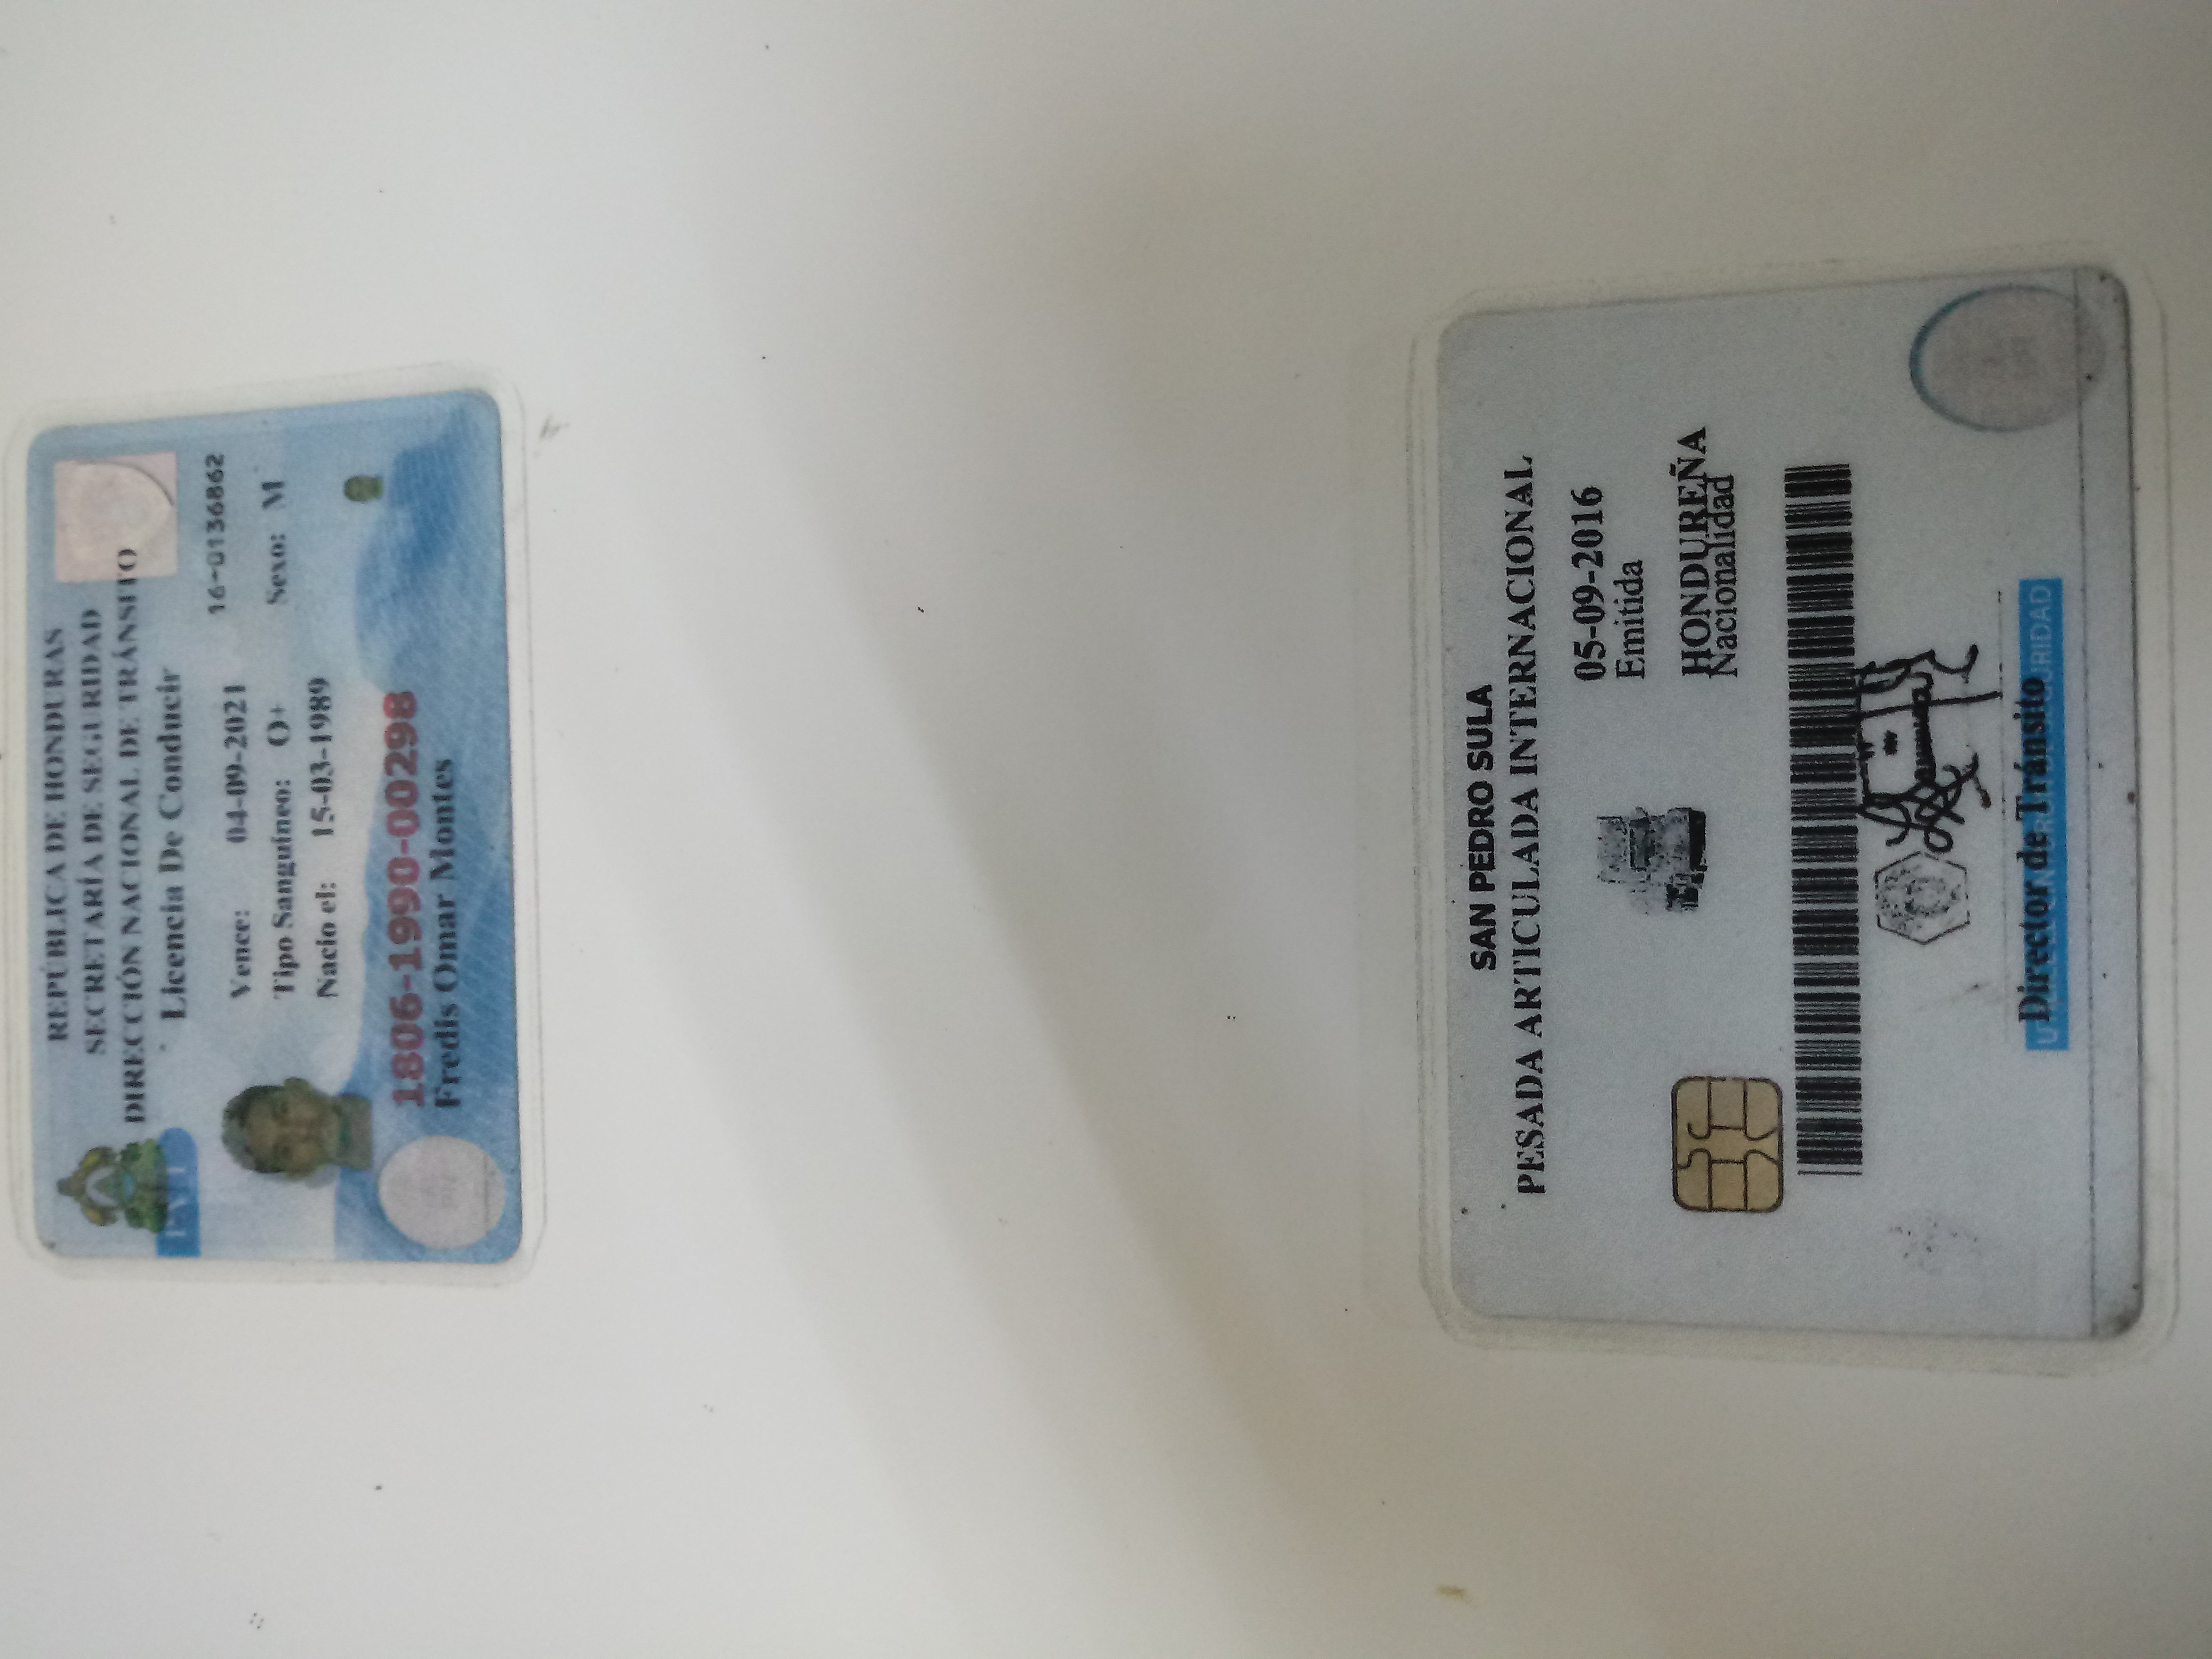 REPÚBLICA DE HONDURAS
SECRETARÍA DE SEGURIDAD
DIRECCIÓN NACIONAL DE TRÁNSITO
Licencia De Conducir
16-0136862
Vence: 04-09-2021
Tipo Sanguíneo: O+ Sexo: M
Nacio el: 15-03-1989
1806-1990-00298
Fredis Omar Montes
SAN PEDRO SULA
PESADA ARTICULADA INTERNACIONAL
05-09-2016
Emitida
HONDUREÑA
Nacionalidad
Director de Tránsito